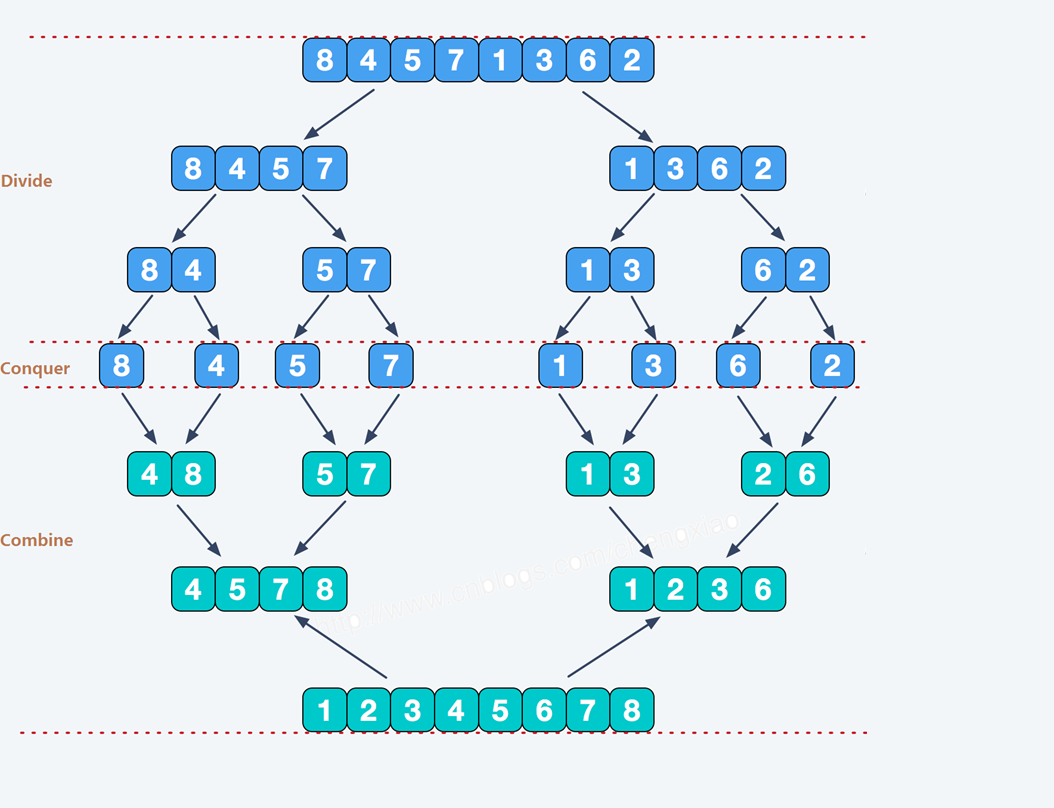 8 4 5 7 1 3 6 2
8 4 5 7 1 3 6 2
Divide
8 4 5 7 1 3 6 2
Conquer 8 4 5 7 1 3 6 2
4 8 5 7 1 3 2 6
Combine
4 5 7 8 1 2 3 6
1 2 3 4 5 6 7 8